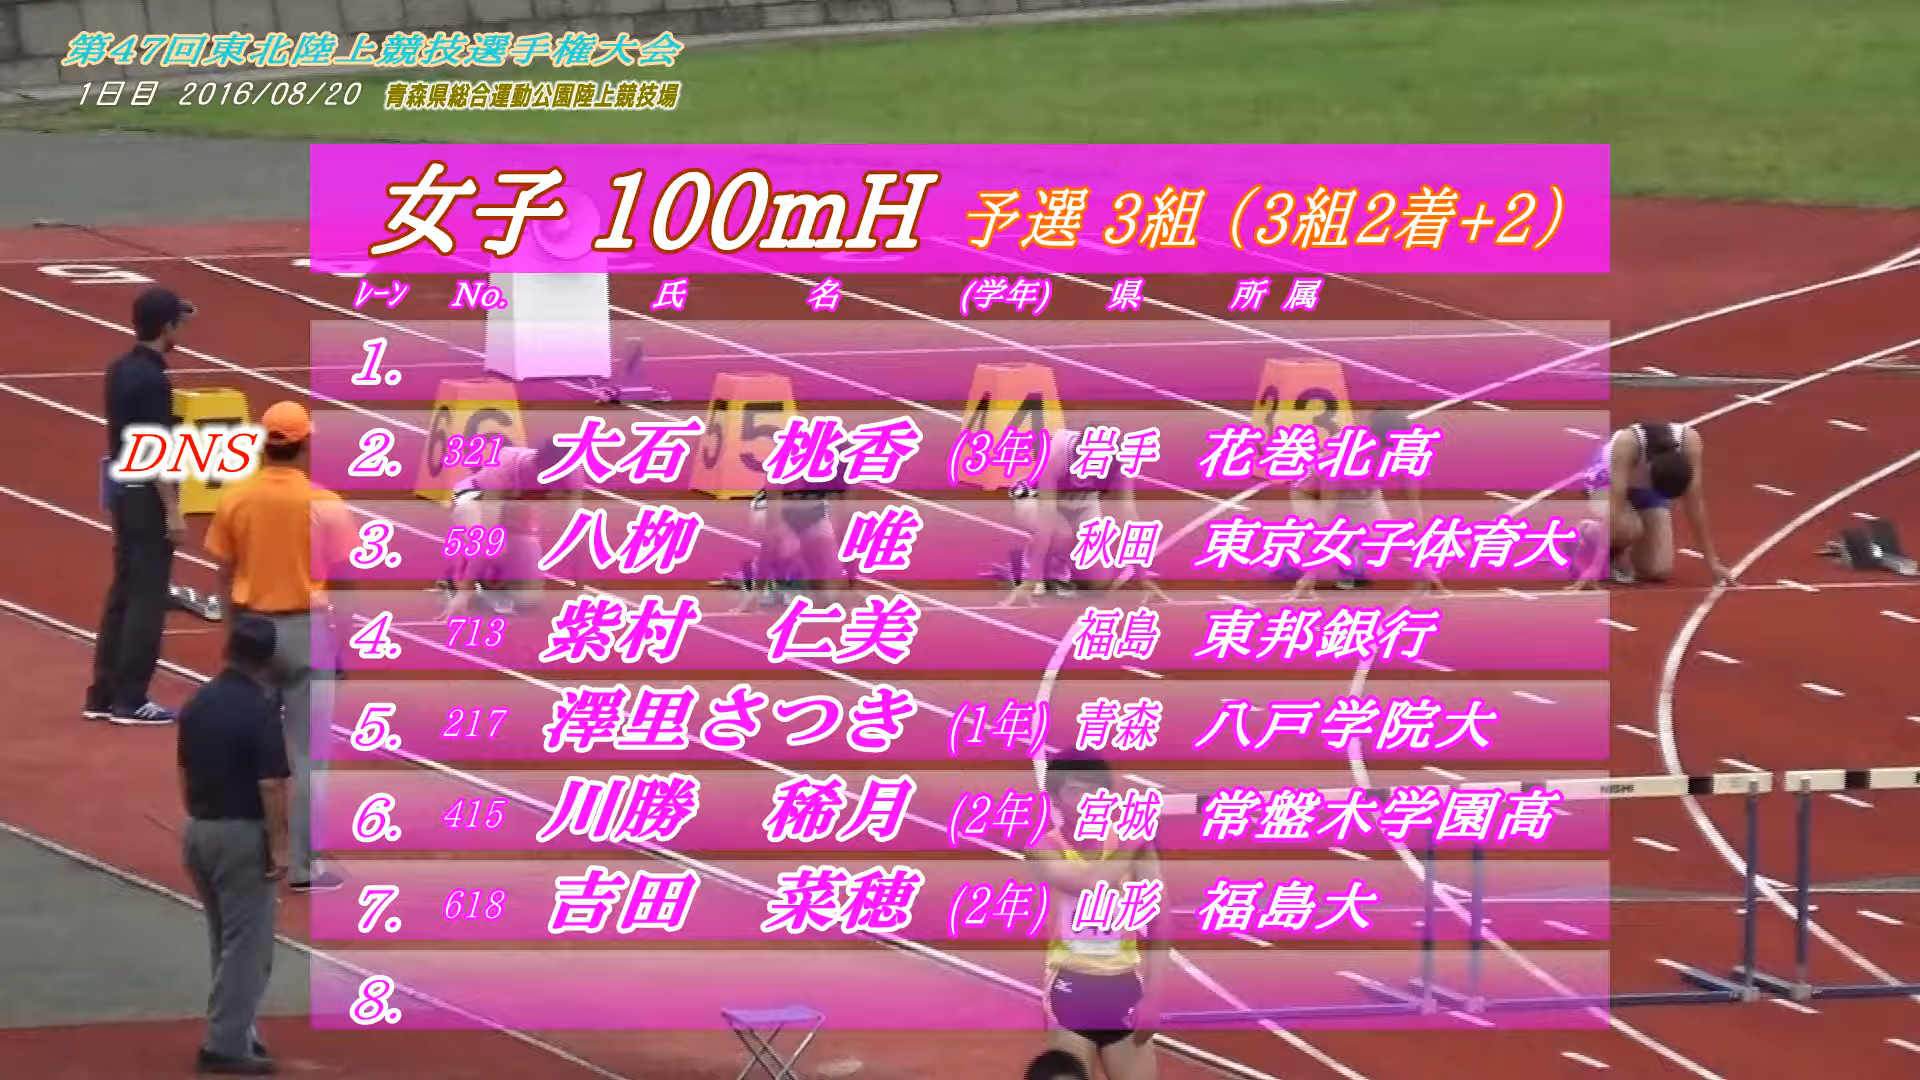 第47回東北陸上競技選手権大会
1日目 2016/08/20 青森県総合運動公園陸上競技場
女子 100mH 予選 3組 (3組2着+2)
ﾚｰﾝ No. 氏 名 (学年) 県 所 属
1.
DNS 2. 321 大石 桃香 (3年) 岩手 花巻北高
3. 539 八栁 唯 秋田 東京女子体育大
4. 713 紫村 仁美 福島 東邦銀行
5. 217 澤里さつき (1年) 青森 八戸学院大
6. 415 川勝 稀月 (2年) 宮城 常盤木学園高
7. 618 吉田 菜穂 (2年) 山形 福島大
8.
66
55
44
33
NISHI